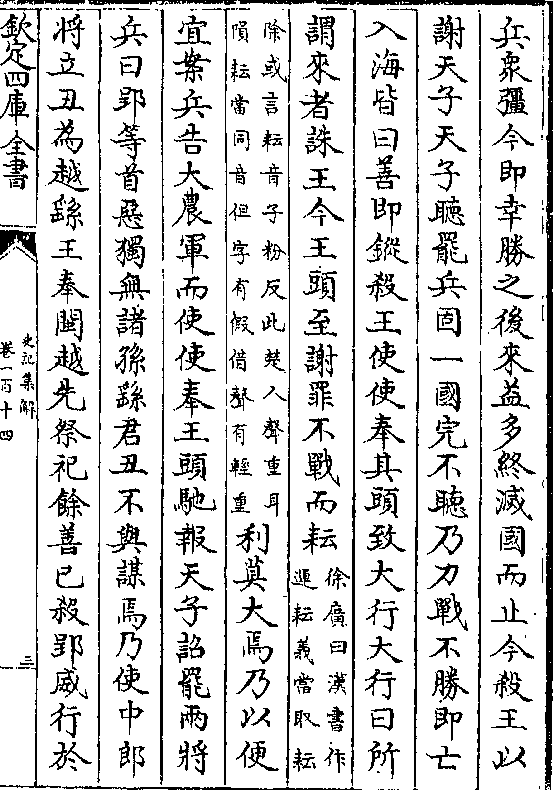 兵衆彊今即幸勝之後來益多終滅國而止今殺王以
謝天子天子聽罷兵固一國完不聽乃力戰不勝即亡
入海皆曰善即鏦殺王使使奉其頭致大行大行曰所
謂來者誅王今王頭至謝罪不戰而耘徐廣曰漢書作運耘義當取耘
除或言耘音子粉反此楚人聲重耳隕耘當同音但字有假借聲有輕重利莫大焉乃以便
宜案兵告大農軍而使使奉王頭馳報天子詔罷兩將
兵曰郢等首惡獨無諸孫繇君丑不與謀焉乃使中郎
將立丑為越繇王奉閩越先祭祀餘善已殺郢威行於
欽定四庫全書
史記集解
卷一百十四
三